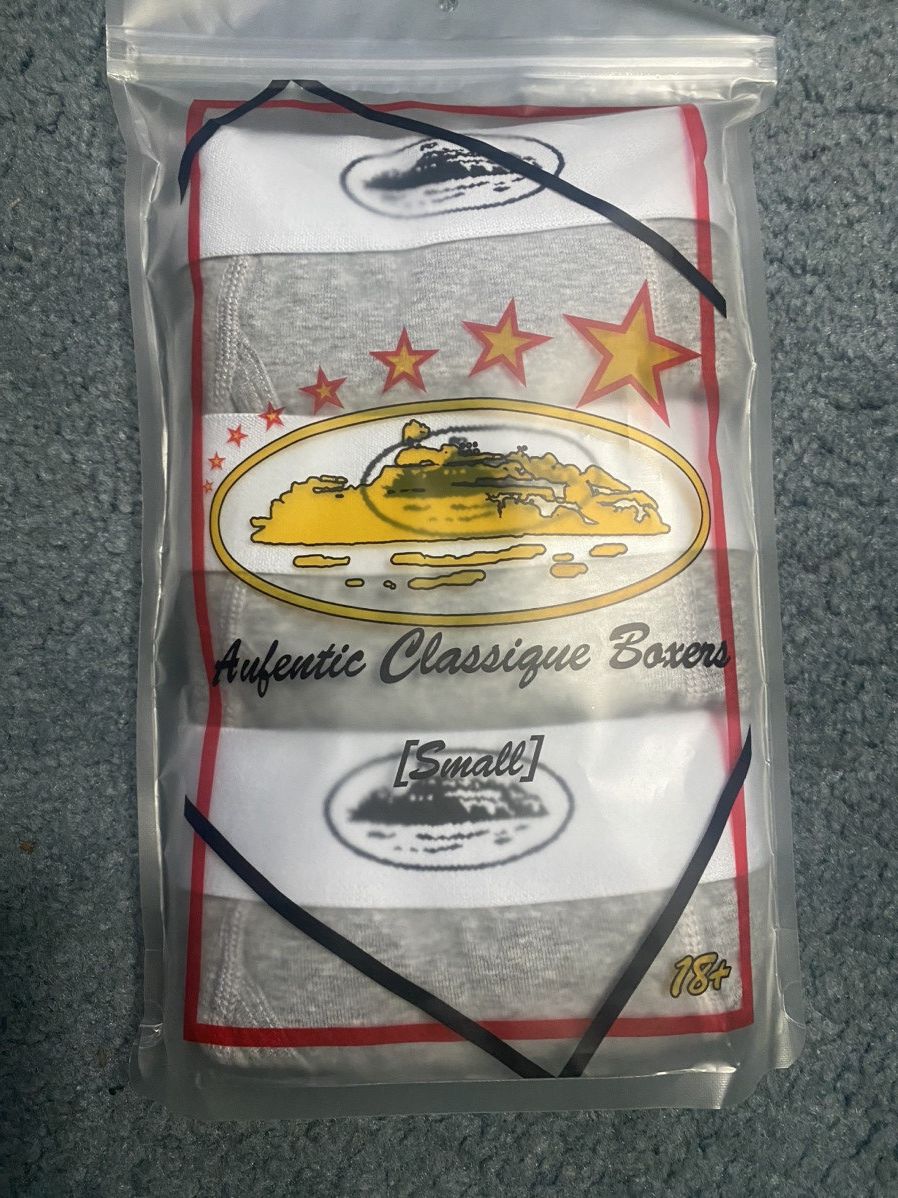 Aufentic Classique Boxers
[Small]
18+